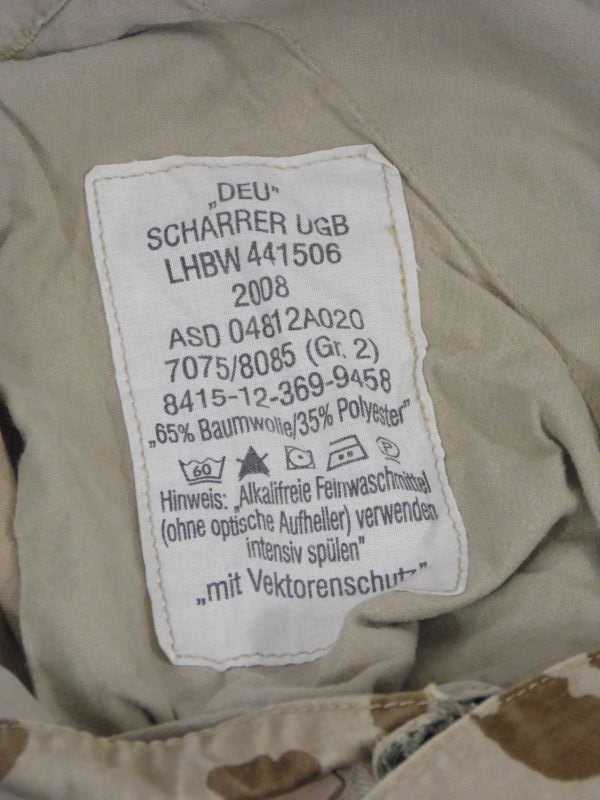 „DEU"
SCHARRER UGB
LHBW 441506
2008
ASD 04812A020
7075/8085 (Gr. 2)
8415-12-369-9458
„65% Baumwolle/35% Polyester"
60 P
Hinweis: „Alkalifreie Feinwaschmittel
(ohne optische Aufheller) verwenden
intensiv spülen"
„mit Vektorenschutz"